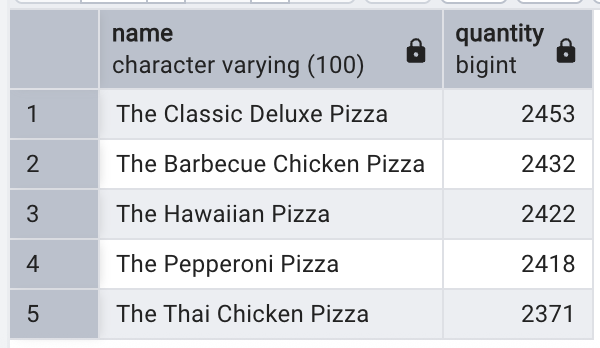 name quantity
character varying (100) bigint
1 The Classic Deluxe Pizza 2453
2 The Barbecue Chicken Pizza 2432
3 The Hawaiian Pizza 2422
4 The Pepperoni Pizza 2418
5 The Thai Chicken Pizza 2371